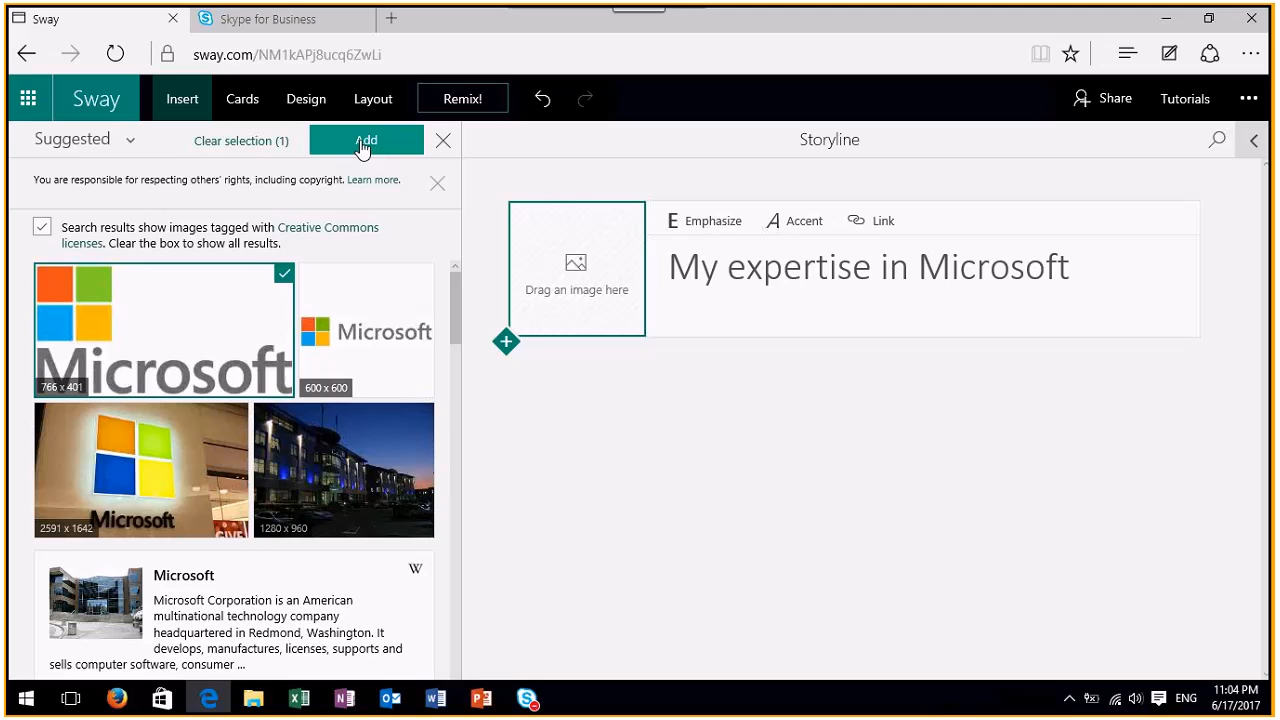 Sway
Skype for Business
sway.com/NM1kAPj8ucq6ZwLi
Sway
Insert
Cards
Design
Layout
Remix!
Share
Tutorials
Suggested
Clear selection (1)
Add
Storyline
You are responsible for respecting others' rights, including copyright. Learn more.
Search results show images tagged with Creative Commons
licenses. Clear the box to show all results.
Microsoft
766 x 401
Microsoft
600 x 600
Microsoft
GIVE
2591 x 1642
1280 x 960
Microsoft
W
Microsoft Corporation is an American
multinational technology company
headquartered in Redmond, Washington. It
develops, manufactures, licenses, supports and
sells computer software, consumer ...
Drag an image here
E Emphasize
A Accent
Link
My expertise in Microsoft
ENG
11:04 PM
6/17/2017